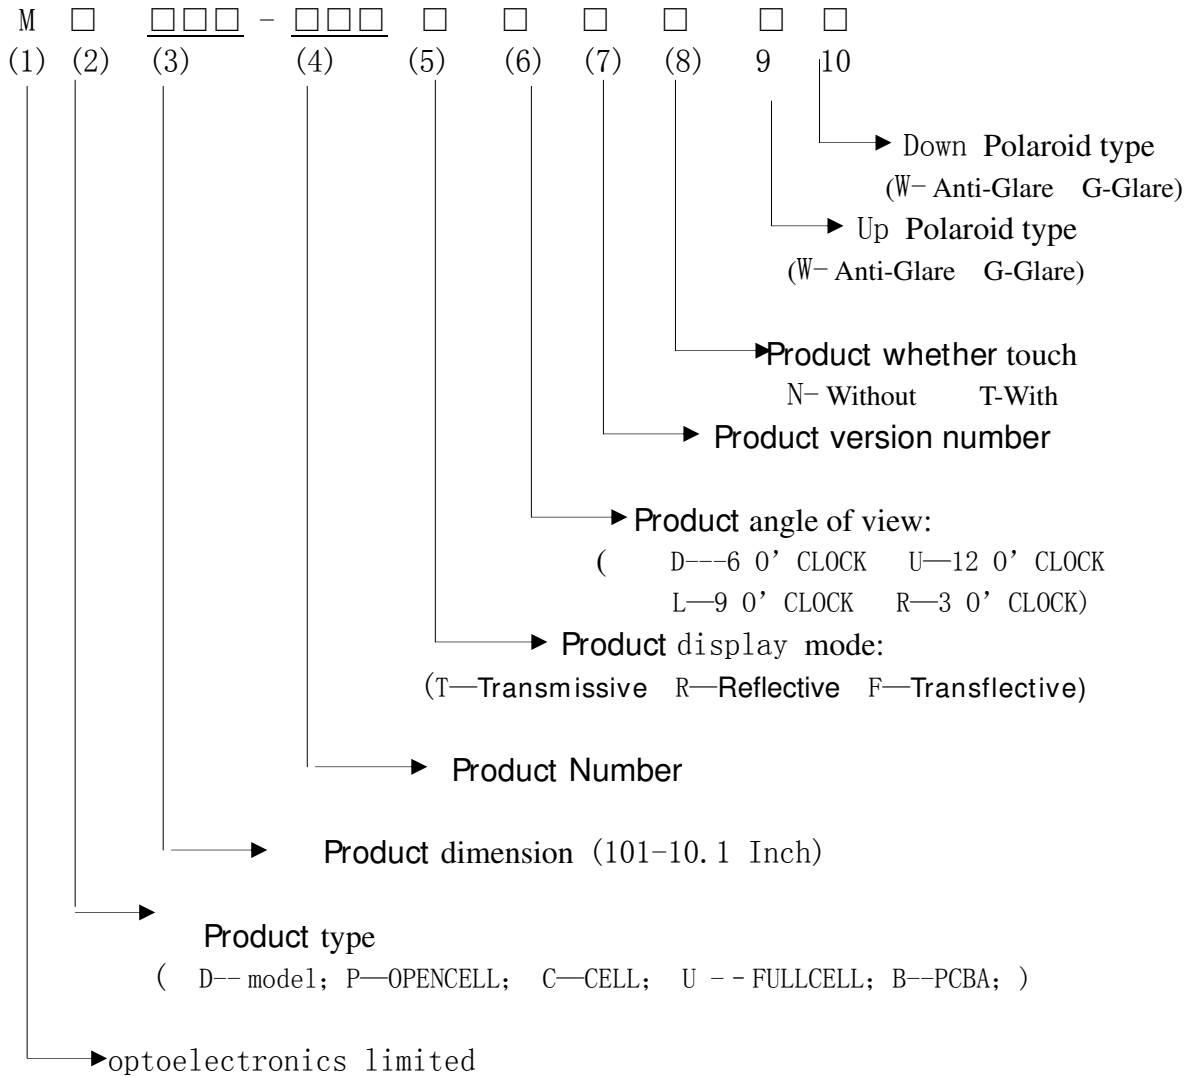 M □ □□□ - □□□ □ □ □ □ □ □
(1) (2) (3) (4) (5) (6) (7) (8) 9 10
Down Polaroid type
(W-Anti-Glare G-Glare)
Up Polaroid type
(W-Anti-Glare G-Glare)
Product whether touch
N-Without T-With
Product version number
Product angle of view:
( D---6 O’CLOCK U—12 O’CLOCK
L—9 O’CLOCK R—3 O’CLOCK)
Product display mode:
(T—Transmissive R—Reflective F—Transflective)
Product Number
Product dimension (101-10.1 Inch)
Product type
( D--model; P—OPENCELL; C—CELL; U --FULLCELL; B--PCBA; )
optoelectronics limited